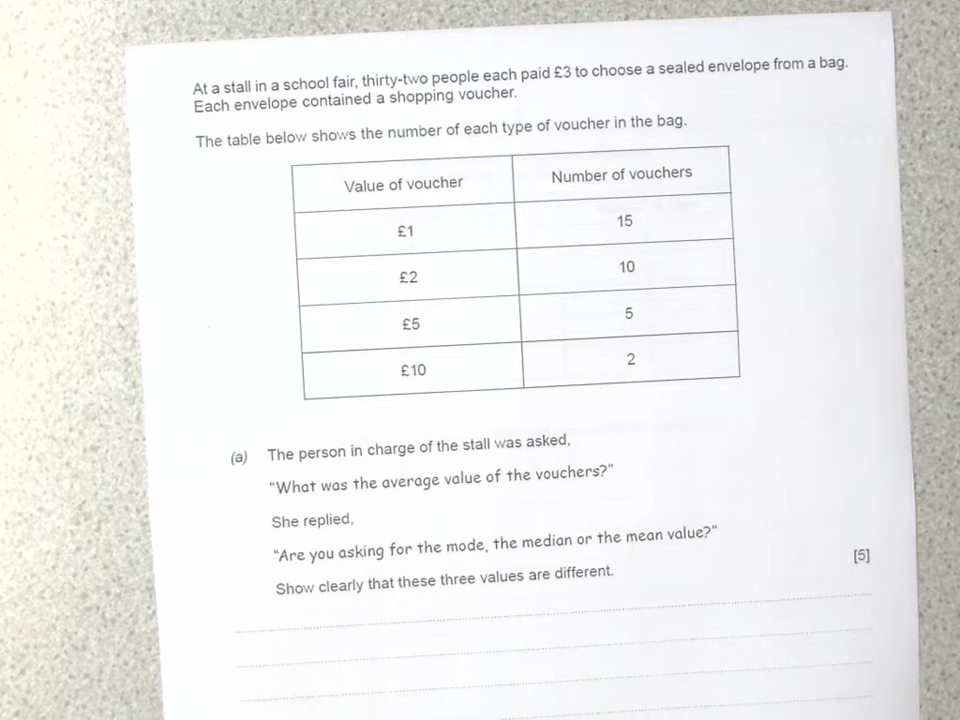 At a stall in a school fair, thirty-two people each paid £3 to choose a sealed envelope from a bag.
Each envelope contained a shopping voucher.
The table below shows the number of each type of voucher in the bag.
Value of voucher Number of vouchers
£1 15
£2 10
£5 5
£10 2
(a) The person in charge of the stall was asked,
"What was the average value of the vouchers?"
She replied,
"Are you asking for the mode, the median or the mean value?"
Show clearly that these three values are different. [5]